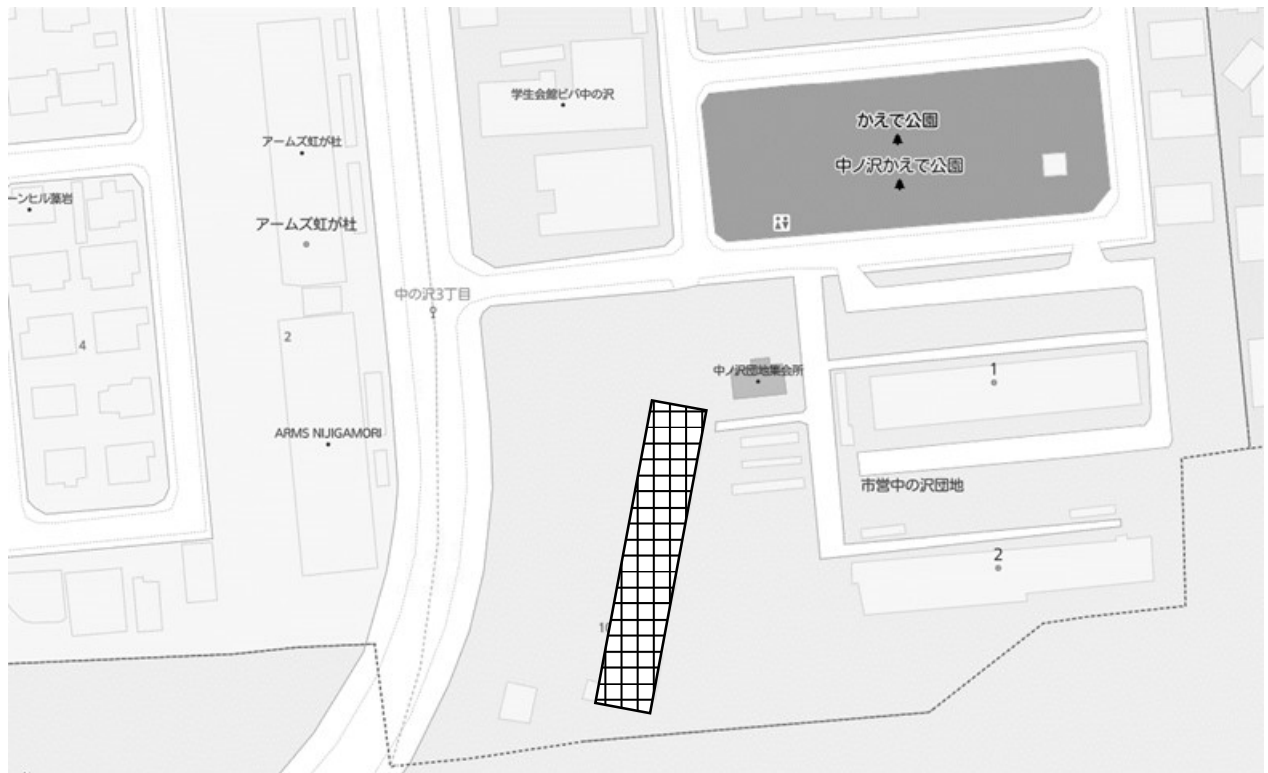 学生会館ビバ中の沢
かえで公園
中ノ沢かえで公園
アームズ虹が杜
ーンヒル藻岩
アームズ虹が杜
中の沢3丁目
2
4
中ノ沢団地集会所
1
ARMS NIJIGAMORI
市営中の沢団地
2